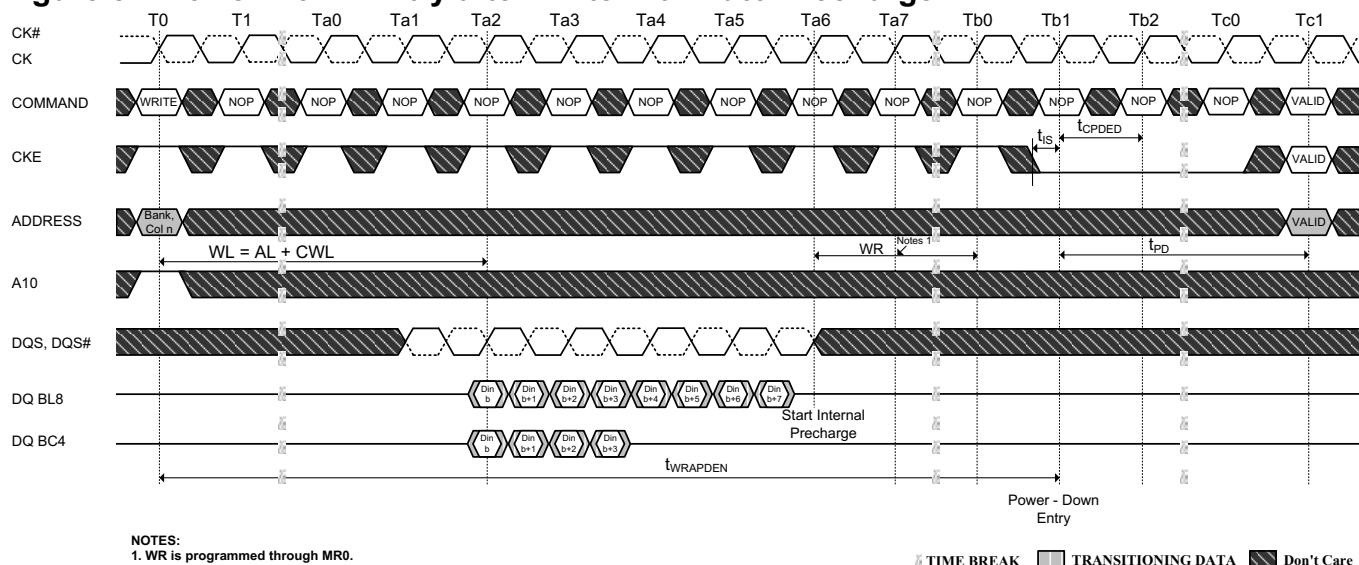 T0 T1 Ta0 Ta1 Ta2 Ta3 Ta4 Ta5 Ta6 Ta7 Tb0 Tb1 Tb2 Tc0 Tc1
CK#
CK
COMMAND WRITE NOP NOP NOP NOP NOP NOP NOP NOP NOP NOP NOP NOP NOP VALID
tIS tCPDED
CKE VALID
ADDRESS Bank, Col n VALID
WL = AL + CWL WR Notes 1 tPD
A10
DQS, DQS#
DQ BL8 Din b Din b+1 Din b+2 Din b+3 Din b+4 Din b+5 Din b+6 Din b+7
Start Internal
Precharge
DQ BC4 Din b Din b+1 Din b+2 Din b+3
tWRAPDEN
Power - Down
Entry
NOTES:
1. WR is programmed through MR0.
TIME BREAK TRANSITIONING DATA Don't Care